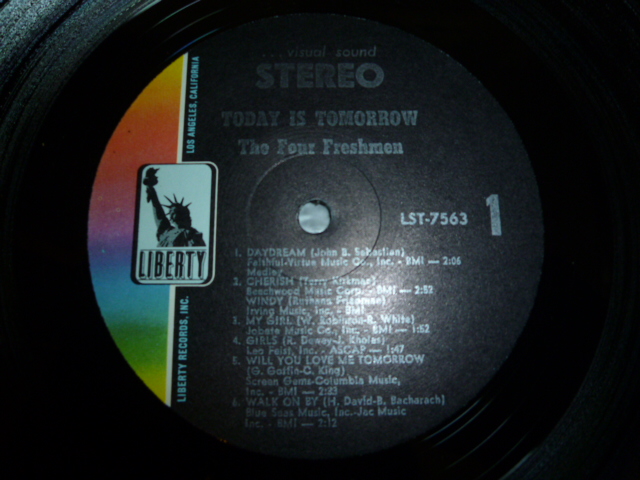 visual sound
STEREO
TODAY IS TOMORROW
The Four Freshmen
LST-7563
1
1. DAYDREAM (John B. Sebastian)
Faithful-Virtue Music Co., Inc. - BMI — 2:06
Medley
2. CHERISH (Terry Kirkman)
Beechwood Music Corp. - BMI — 2:52
WINDY (Ruthann Friedman)
Irving Music, Inc. - BMI
3. MY GIRL (W. Robinson-R. White)
Jobete Music Co., Inc. - BMI — 1:52
4. GIRLS (R. Dewey-J.
Leo Feist, Inc. - ASCAP — 1:47
5. WILL YOU LOVE ME TOMORROW
(G. Goffin-C. King)
Screen Gems-Columbia Music,
Inc. - BMI — 2:23
6. WALK ON BY (H. David-B. Bacharach)
Blue Seas Music, Inc.-Jac Music
Inc. - BMI — 2:12
LOS ANGELES, CALIFORNIA
LIBERTY
LIBERTY RECORDS, INC.